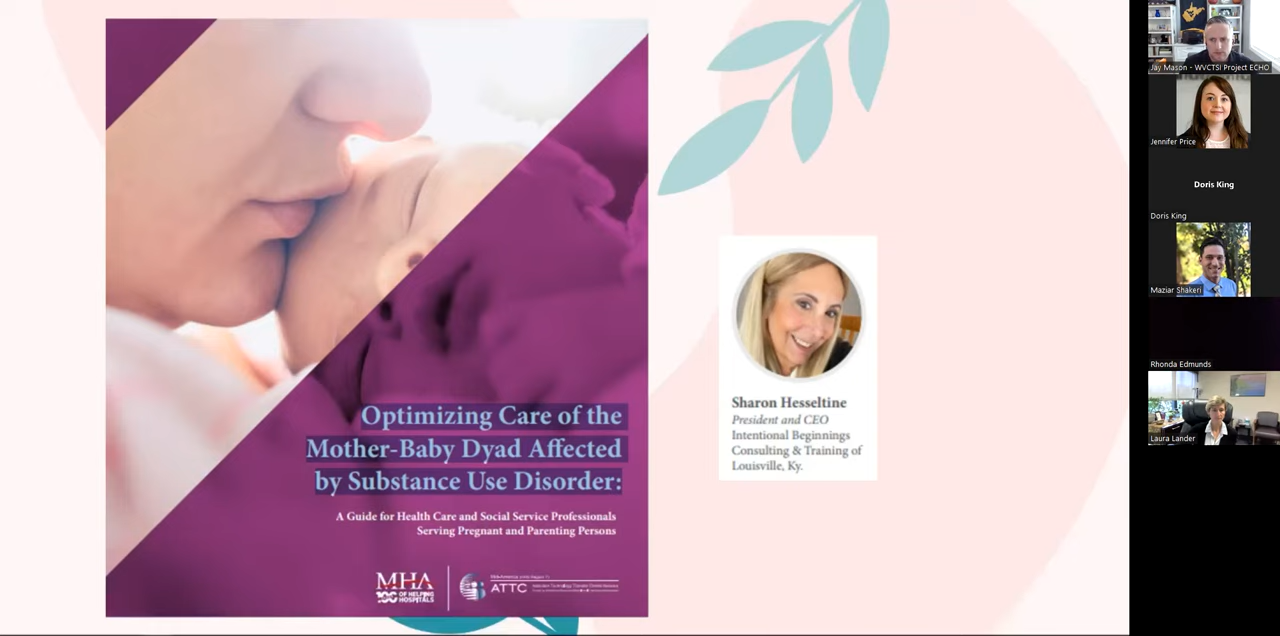 Optimizing Care of the
Mother-Baby Dyad Affected
by Substance Use Disorder:
A Guide for Health Care and Social Service Professionals
Serving Pregnant and Parenting Persons
MHA
100 OF HELPING
HOSPITALS
ATTC
Sharon Hesseltine
President and CEO
Intentional Beginnings
Consulting & Training of
Louisville, Ky.
Jay Mason - WVCTSI Project ECHO
Jennifer Price
Doris King
Doris King
Maziar Shakeri
Rhonda Edmunds
Laura Lander